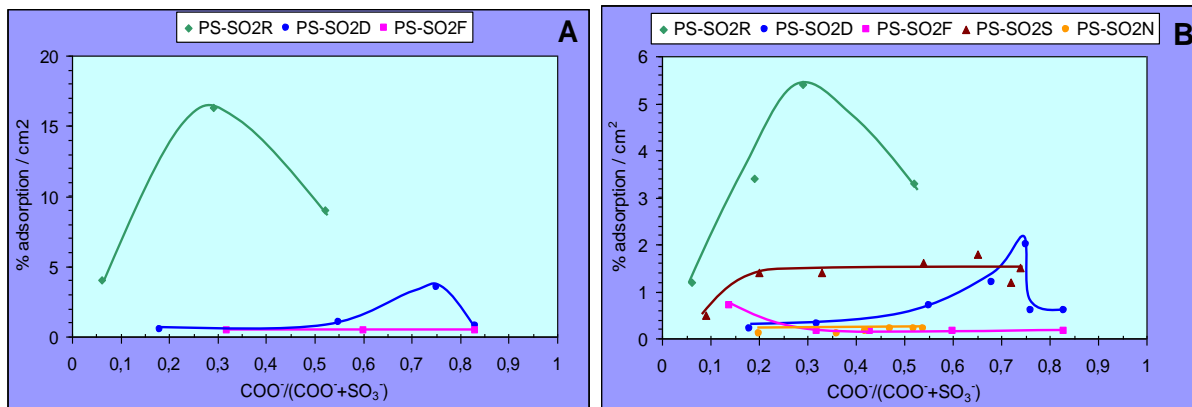 PS-SO2R PS-SO2D PS-SO2F
A
20
15
10
5
0
% adsorption / cm2
0 0,1 0,2 0,3 0,4 0,5 0,6 0,7 0,8 0,9 1
COO⁻/(COO⁻+SO₃⁻)
PS-SO2R PS-SO2D PS-SO2F PS-SO2S PS-SO2N
B
6
5
4
3
2
1
0
% adsorption / cm²
0 0,1 0,2 0,3 0,4 0,5 0,6 0,7 0,8 0,9 1
COO⁻/(COO⁻+SO₃⁻)